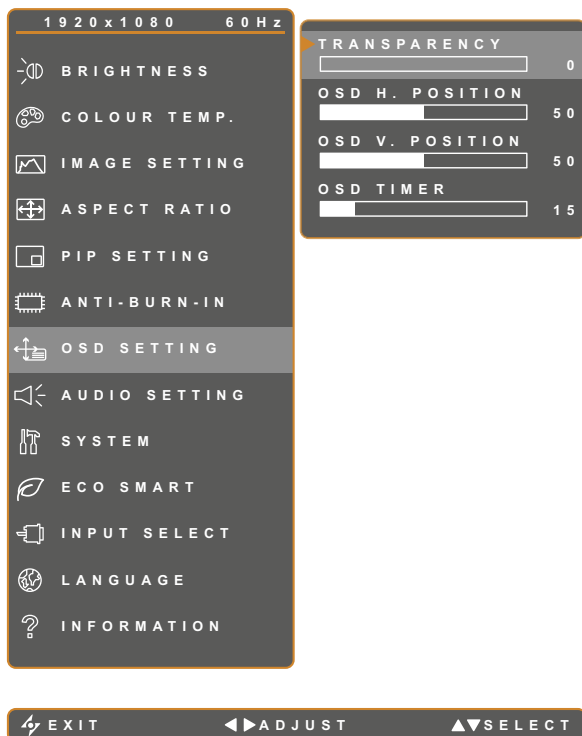 1920x1080 60Hz
BRIGHTNESS
COLOUR TEMP.
IMAGE SETTING
ASPECT RATIO
PIP SETTING
ANTI-BURN-IN
OSD SETTING
AUDIO SETTING
SYSTEM
ECO SMART
INPUT SELECT
LANGUAGE
INFORMATION
TRANSPARENCY
0
OSD H. POSITION
50
OSD V. POSITION
50
OSD TIMER
15
EXIT ADJUST SELECT